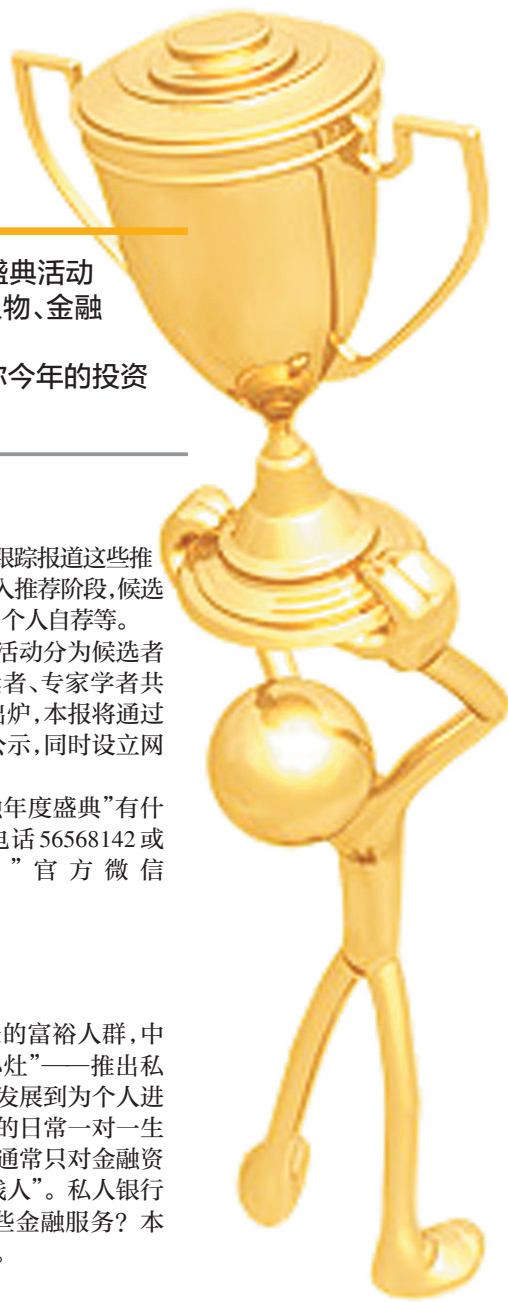 盛典活动
物、金融
你今年的投资
跟踪报道这些推
入推荐阶段,候选
个人自荐等。
活动分为候选者
者、专家学者共
出炉,本报将通过
公示,同时设立网
融年度盛典”有什
电话56568142或
”官方微信
的富裕人群,中
小灶”——推出私
发展到为个人进
的日常一对一生
通常只对金融资
钱人”。私人银行
些金融服务?本
。